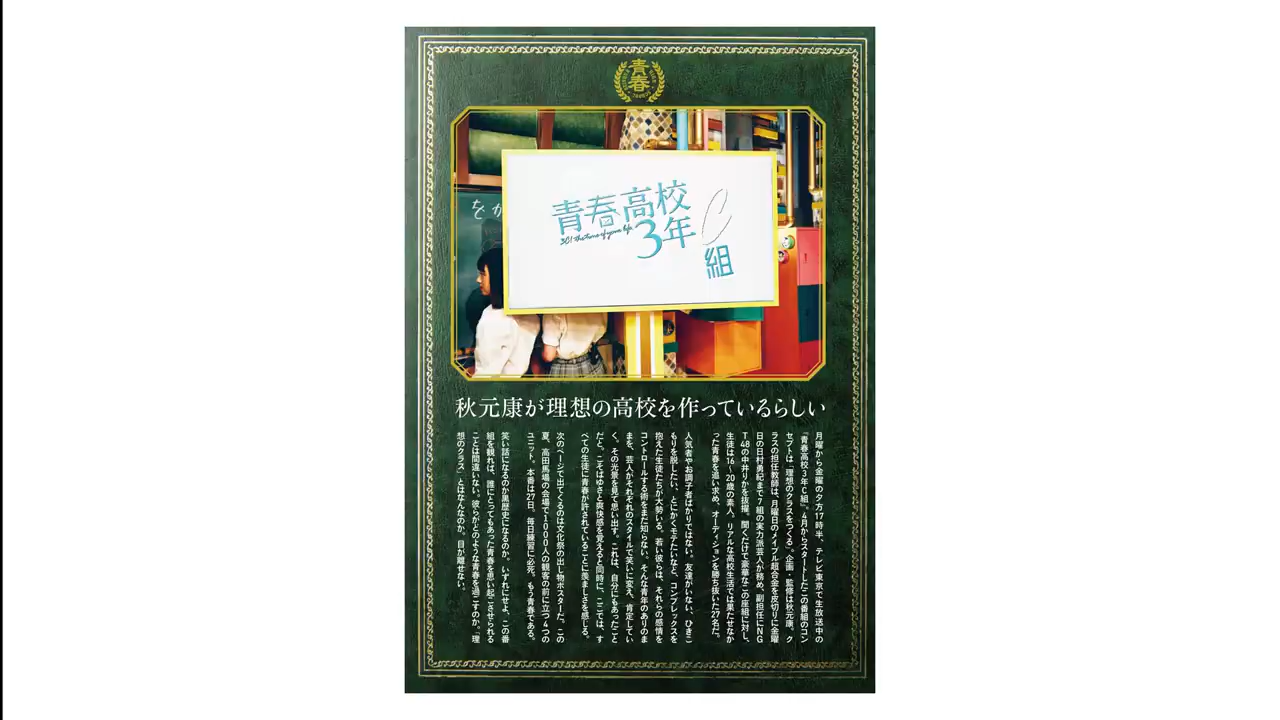 青春
をか
青春高校
3年
C
組
301 The time of your life
秋元康が理想の高校を作っているらしい
月曜から金曜の夕方17時半、テレビ東京で生放送中の
『青春高校3年C組』。4月からスタートしたこの番組のコン
セプトは「理想のクラスをつくる」。企画・監修は秋元康。ク
ラスの担任教師は、月曜日のメイプル超合金を皮切りに金曜
日の日村勇紀まで7組の実力派芸人が務め、副担任にNG
T48の中井りかを抜擢。聞くだけで豪華なこの座組に対し、
生徒は16〜20歳の素人。リアルな高校生活では果たせなか
った青春を追い求め、オーディションを勝ち抜いた27名だ。
人気者やお調子者ばかりではない。友達がいない、ひきこ
もりを脱したい、とにかくモテたいなど、コンプレックスを
抱えた生徒たちが大勢いる。若い彼らは、それらの感情を
コントロールする術をまだ知らない。そんな青年のありのま
まを、芸人がそれぞれのスタイルで笑いに変え、肯定してい
く。その光景を見て思い出す。これは、自分にもあったこと
だと。こそばゆさと爽快感を覚えると同時に、ここでは、す
べての生徒に青春が許されていることに羨ましさを感じる。
次のページで出てくるのは文化祭の出し物ポスターだ。この
夏、高田馬場の会場で1000人の観客の前に立つ4つの
ユニット。本番は27日。毎日練習に必死。もう青春である。
笑い話になるのか黒歴史になるのか。いずれにせよ、この番
組を観れば、誰にとってもあった青春を思い起こさせられる
ことは間違いない。彼らがどのような青春を過ごすのか。「理
想のクラス」とはなんなのか。目が離せない。